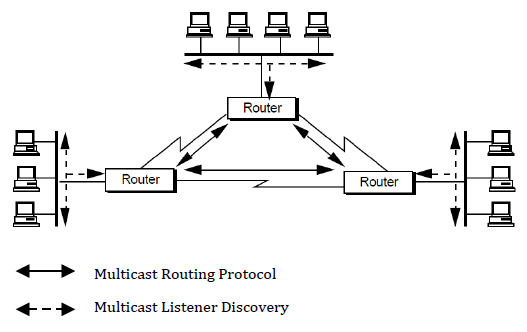 Router
Router
Router
Multicast Routing Protocol
Multicast Listener Discovery